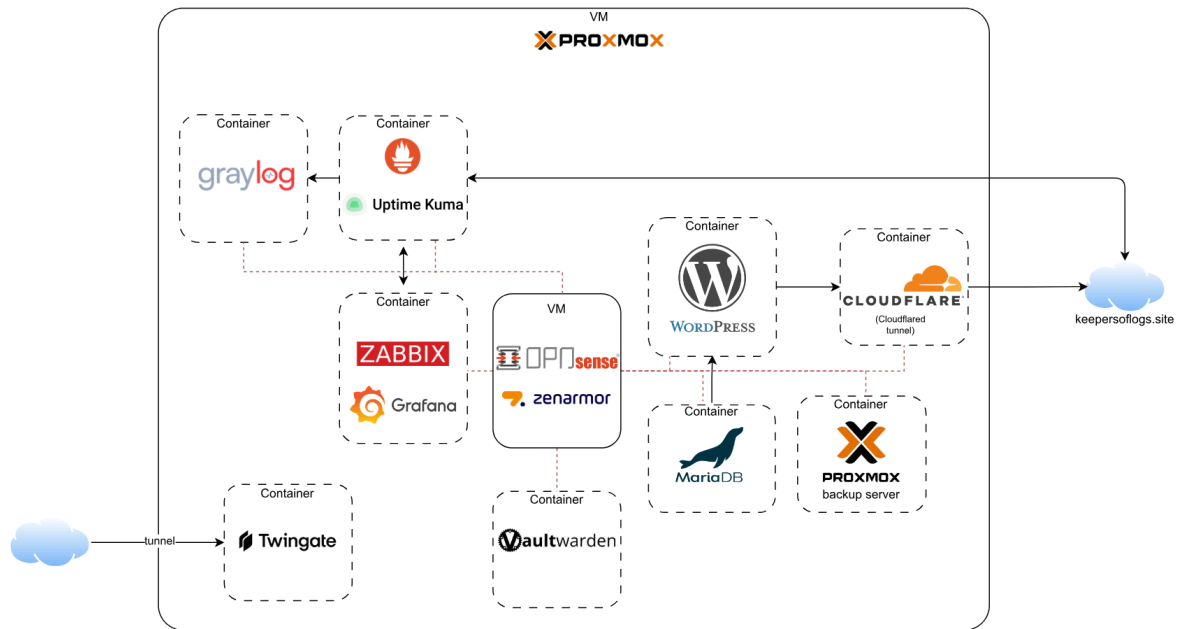 VM
PROXMOX
Container
graylog
Container
Uptime Kuma
Container
WORDPRESS
Container
CLOUDFLARE
(Cloudflared
tunnel)
keepersoflogs.site
Container
ZABBIX
Grafana
VM
OPNsense
zenarmor
Container
MariaDB
Container
PROXMOX
backup server
Container
Twingate
tunnel
Container
Vaultwarden